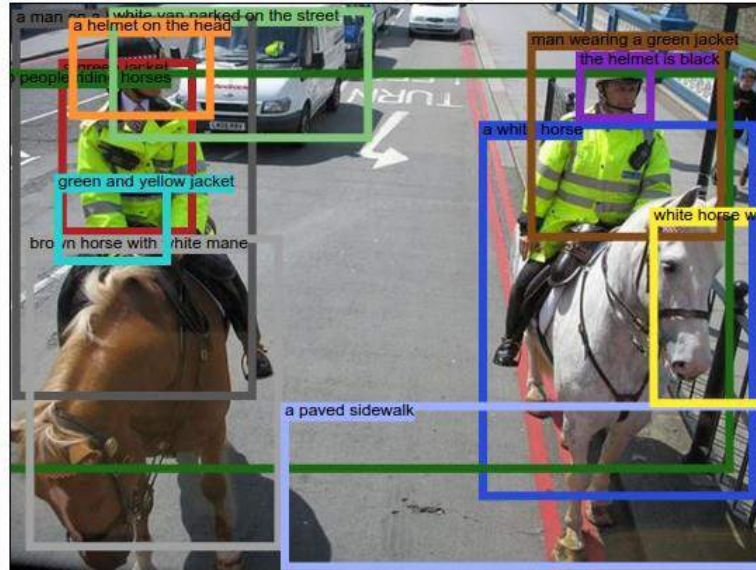 a man on a
white van parked on the street
a helmet on the head
man wearing a green jacket
a green jacket
the helmet is black
people riding horses
TURN
LEFT
a white horse
green and yellow jacket
white horse w
brown horse with white mane
a paved sidewalk